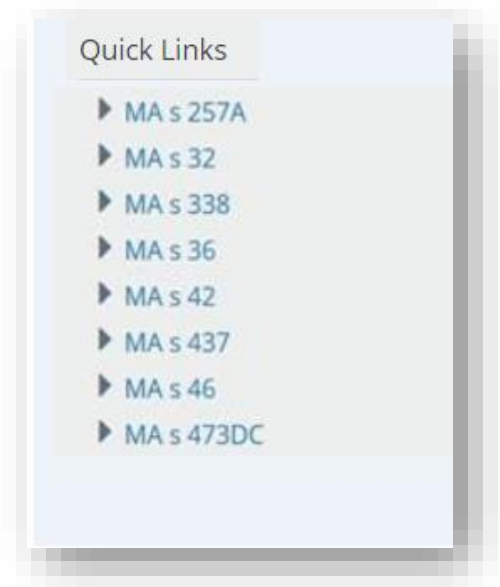 Quick Links
MA s 257A
MA s 32
MA s 338
MA s 36
MA s 42
MA s 437
MA s 46
MA s 473DC